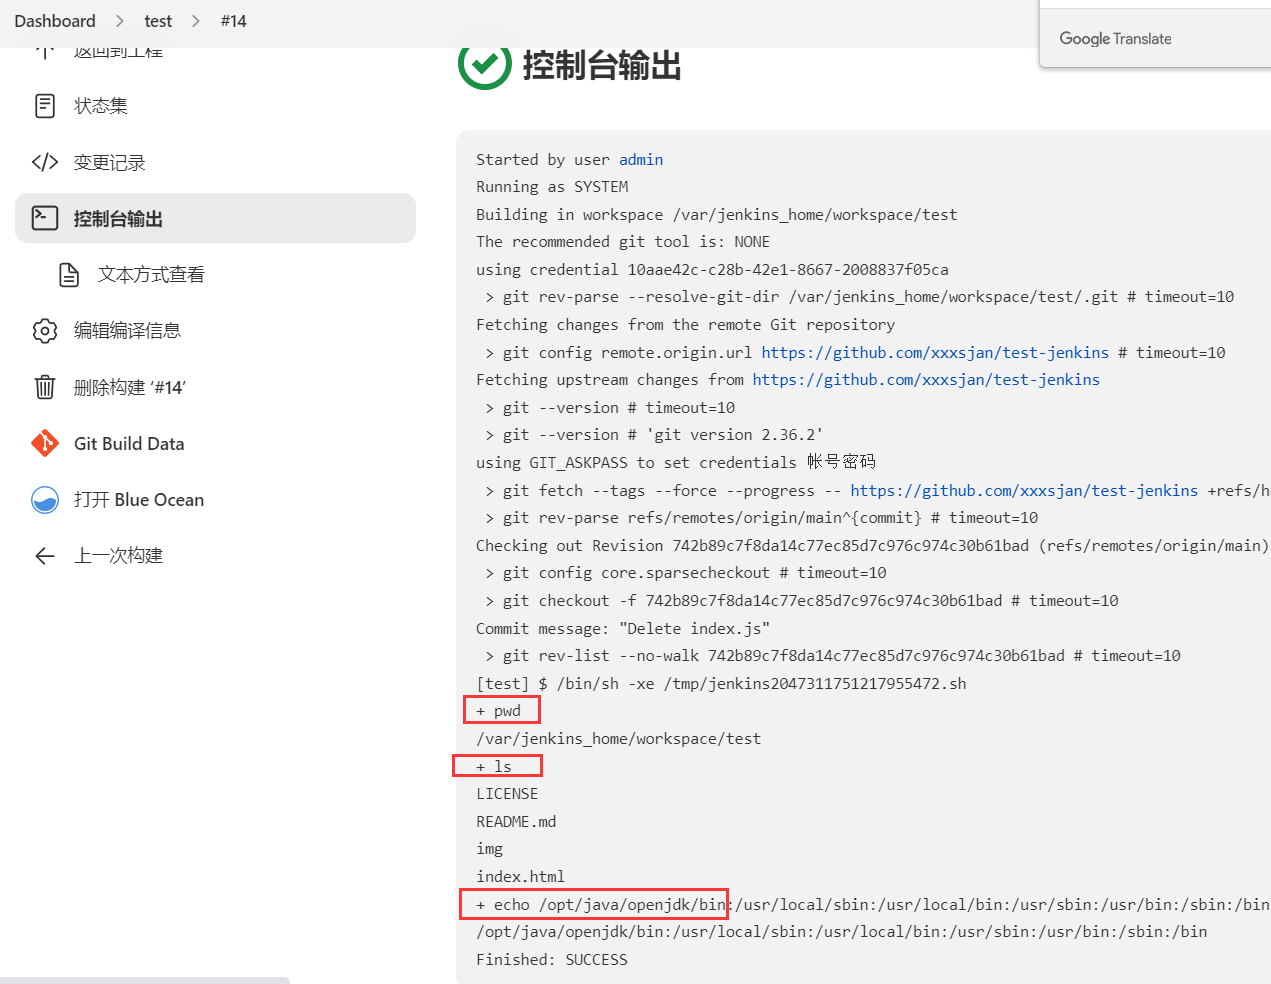 Dashboard > test > #14
Google Translate
返回到工程
状态集
变更记录
控制台输出
文本方式查看
编辑编译信息
删除构建 ‘#14’
Git Build Data
打开 Blue Ocean
上一次构建
控制台输出
Started by user admin
Running as SYSTEM
Building in workspace /var/jenkins_home/workspace/test
The recommended git tool is: NONE
using credential 10aae42c-c28b-42e1-8667-2008837f05ca
> git rev-parse --resolve-git-dir /var/jenkins_home/workspace/test/.git # timeout=10
Fetching changes from the remote Git repository
> git config remote.origin.url https://github.com/xxxsjan/test-jenkins # timeout=10
Fetching upstream changes from https://github.com/xxxsjan/test-jenkins
> git --version # timeout=10
> git --version # 'git version 2.36.2'
using GIT_ASKPASS to set credentials 帐号密码
> git fetch --tags --force --progress -- https://github.com/xxxsjan/test-jenkins +refs/h
> git rev-parse refs/remotes/origin/main^{commit} # timeout=10
Checking out Revision 742b89c7f8da14c77ec85d7c976c974c30b61bad (refs/remotes/origin/main)
> git config core.sparsecheckout # timeout=10
> git checkout -f 742b89c7f8da14c77ec85d7c976c974c30b61bad # timeout=10
Commit message: "Delete index.js"
> git rev-list --no-walk 742b89c7f8da14c77ec85d7c976c974c30b61bad # timeout=10
[test] $ /bin/sh -xe /tmp/jenkins2047311751217955472.sh
+ pwd
/var/jenkins_home/workspace/test
+ ls
LICENSE
README.md
img
index.html
+ echo /opt/java/openjdk/bin:/usr/local/sbin:/usr/local/bin:/usr/sbin:/usr/bin:/sbin:/bin
/opt/java/openjdk/bin:/usr/local/sbin:/usr/local/bin:/usr/sbin:/usr/bin:/sbin:/bin
Finished: SUCCESS